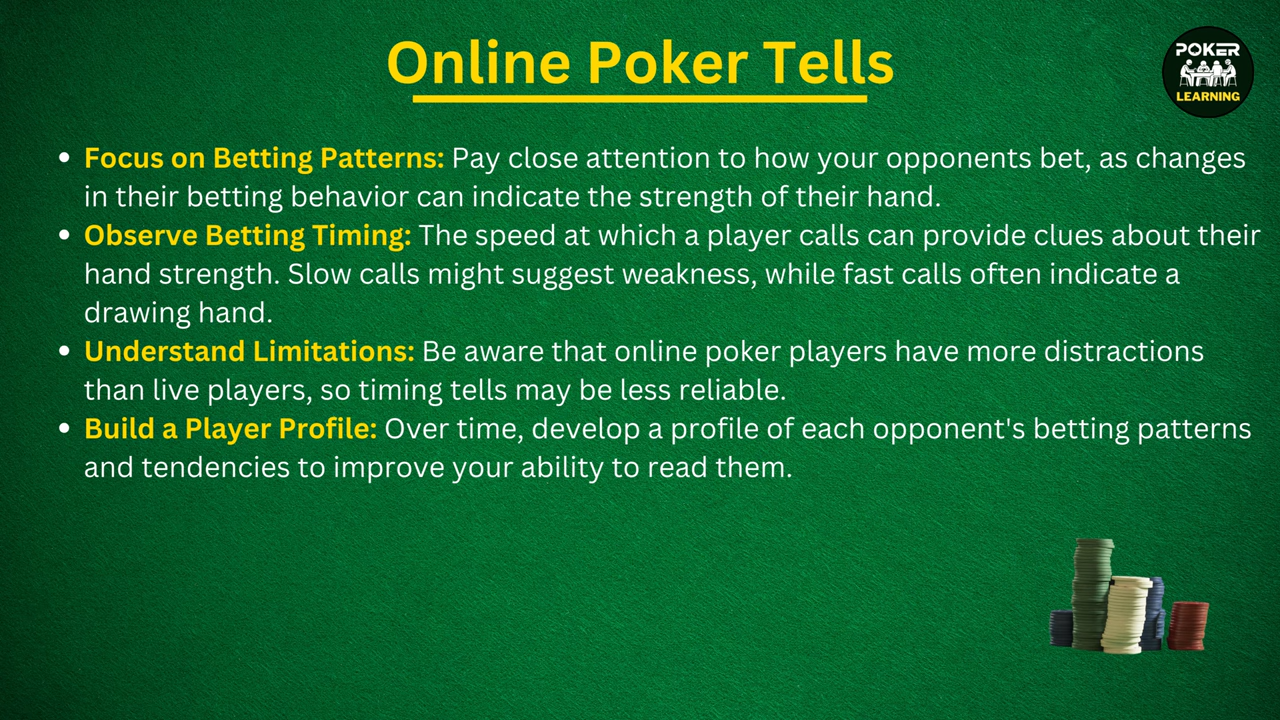 Online Poker Tells
POKER
LEARNING
• Focus on Betting Patterns: Pay close attention to how your opponents bet, as changes
in their betting behavior can indicate the strength of their hand.
• Observe Betting Timing: The speed at which a player calls can provide clues about their
hand strength. Slow calls might suggest weakness, while fast calls often indicate a
drawing hand.
• Understand Limitations: Be aware that online poker players have more distractions
than live players, so timing tells may be less reliable.
• Build a Player Profile: Over time, develop a profile of each opponent's betting patterns
and tendencies to improve your ability to read them.